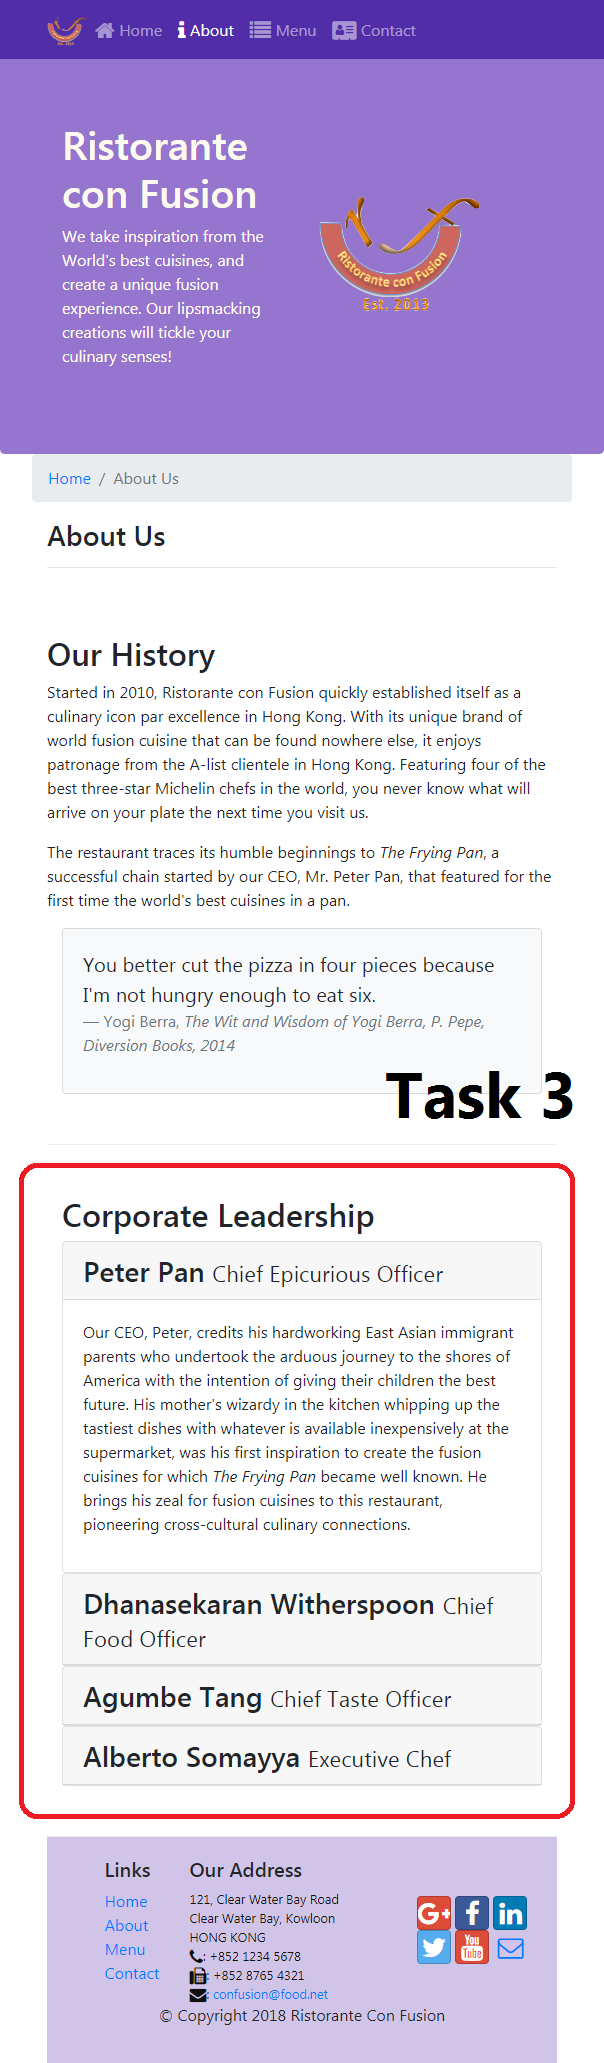 Home About Menu Contact
Ristorante
con Fusion
We take inspiration from the
World's best cuisines, and
create a unique fusion
experience. Our lipsmacking
creations will tickle your
culinary senses!
Ristorante con Fusion
Est. 2013
Home / About Us
About Us
Our History
Started in 2010, Ristorante con Fusion quickly established itself as a
culinary icon par excellence in Hong Kong. With its unique brand of
world fusion cuisine that can be found nowhere else, it enjoys
patronage from the A-list clientele in Hong Kong. Featuring four of the
best three-star Michelin chefs in the world, you never know what will
arrive on your plate the next time you visit us.
The restaurant traces its humble beginnings to The Frying Pan, a
successful chain started by our CEO, Mr. Peter Pan, that featured for the
first time the world's best cuisines in a pan.
You better cut the pizza in four pieces because
I'm not hungry enough to eat six.
— Yogi Berra, The Wit and Wisdom of Yogi Berra, P. Pepe,
Diversion Books, 2014
Task 3
Corporate Leadership
Peter Pan Chief Epicurious Officer
Our CEO, Peter, credits his hardworking East Asian immigrant
parents who undertook the arduous journey to the shores of
America with the intention of giving their children the best
future. His mother's wizardy in the kitchen whipping up the
tastiest dishes with whatever is available inexpensively at the
supermarket, was his first inspiration to create the fusion
cuisines for which The Frying Pan became well known. He
brings his zeal for fusion cuisines to this restaurant,
pioneering cross-cultural culinary connections.
Dhanasekaran Witherspoon Chief
Food Officer
Agumbe Tang Chief Taste Officer
Alberto Somayya Executive Chef
Links
Home
About
Menu
Contact
Our Address
121, Clear Water Bay Road
Clear Water Bay, Kowloon
HONG KONG
: +852 1234 5678
: +852 8765 4321
: confusion@food.net
G+ f in
You Tube
© Copyright 2018 Ristorante Con Fusion